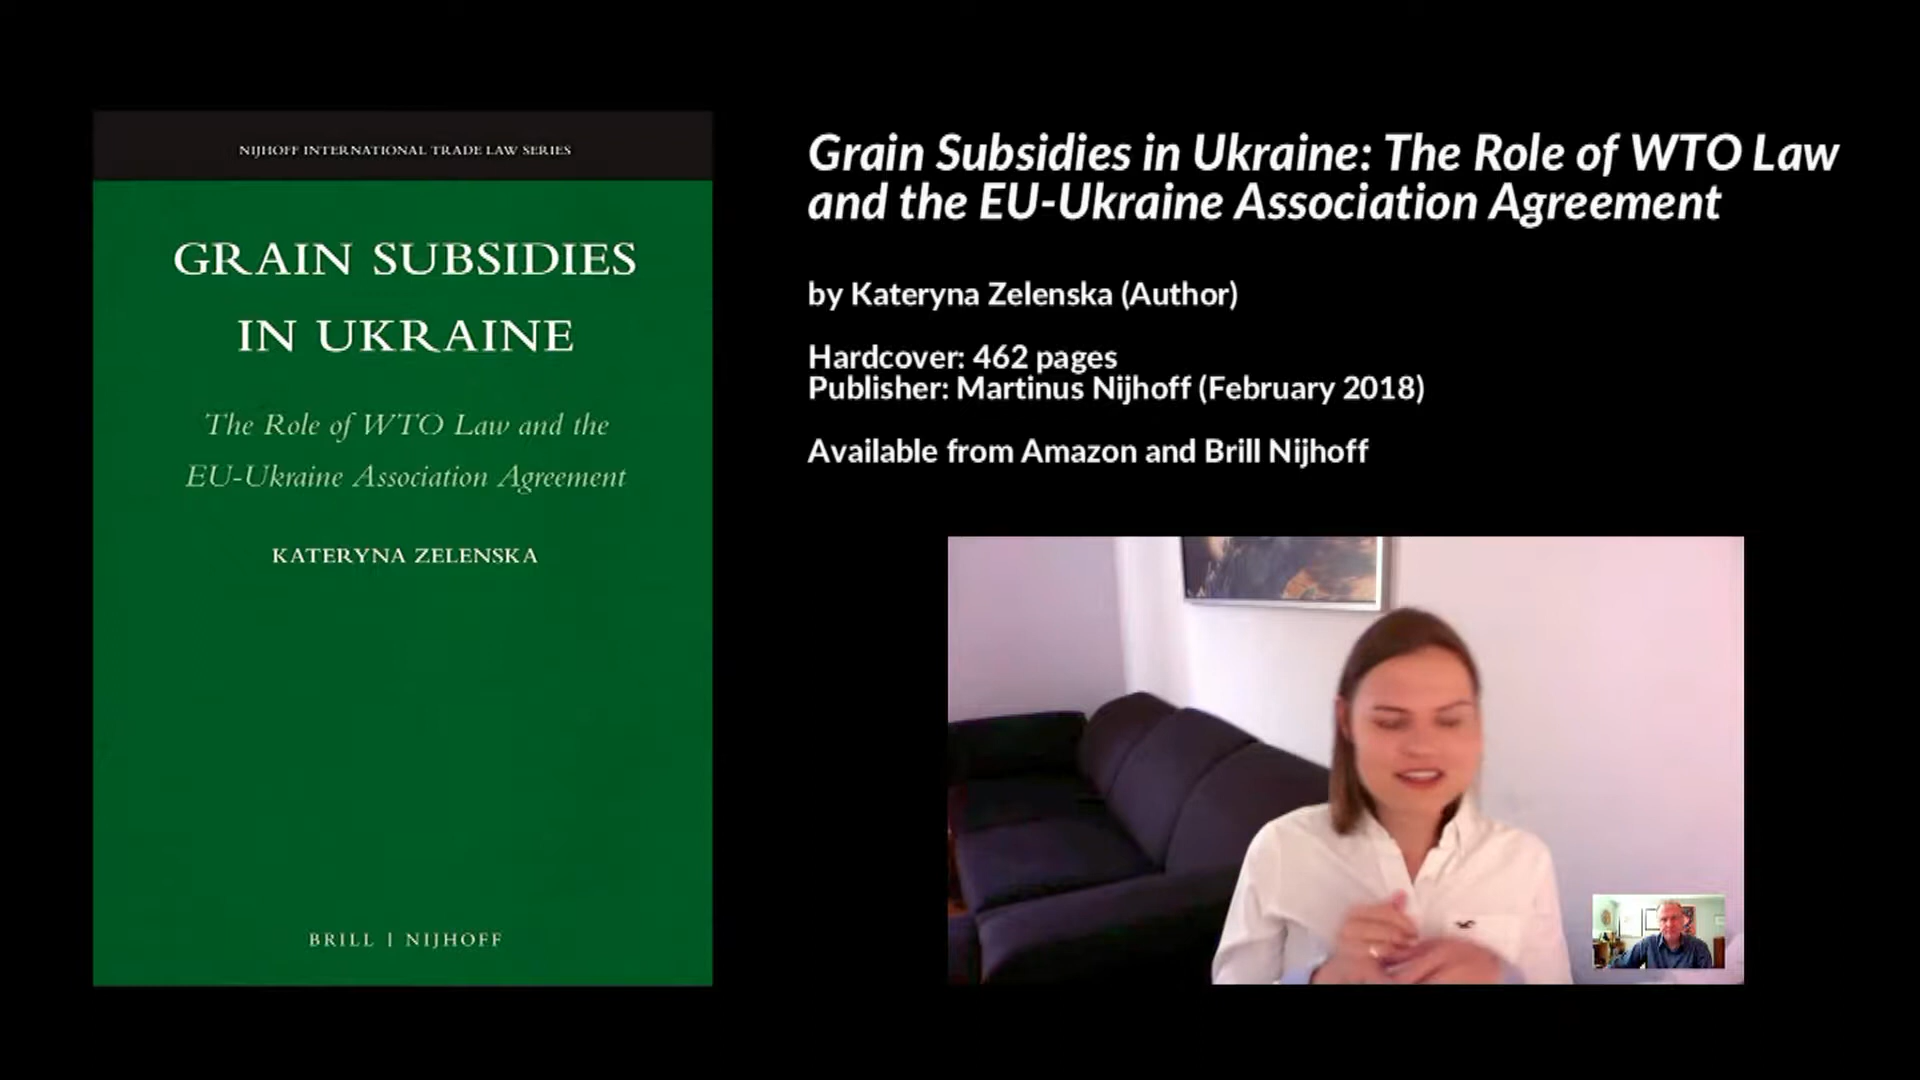 NIJHOFF INTERNATIONAL TRADE LAW SERIES
GRAIN SUBSIDIES
IN UKRAINE
The Role of WTO Law and the
EU-Ukraine Association Agreement
KATERYNA ZELENSKA
BRILL | NIJHOFF
Grain Subsidies in Ukraine: The Role of WTO Law
and the EU-Ukraine Association Agreement
by Kateryna Zelenska (Author)
Hardcover: 462 pages
Publisher: Martinus Nijhoff (February 2018)
Available from Amazon and Brill Nijhoff